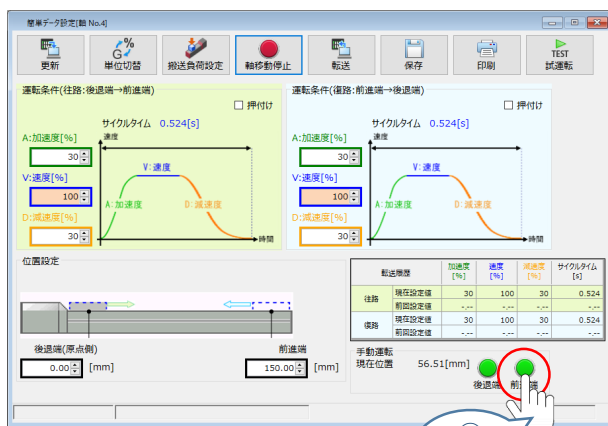 簡単データ設定[軸 No.4]
更新
単位切替
搬送負荷設定
軸移動停止
転送
保存
印刷
TEST
試運転
運転条件(往路:後退端→前進端)
押付け
サイクルタイム 0.524[s]
A:加速度[%]
30
V:速度[%]
100
D:減速度[%]
30
速度
V:速度
A:加速度
D:減速度
時間
運転条件(復路:前進端→後退端)
押付け
サイクルタイム 0.524[s]
A:加速度[%]
30
V:速度[%]
100
D:減速度[%]
30
速度
V:速度
A:加速度
D:減速度
時間
位置設定
後退端(原点側)
0.00 [mm]
前進端
150.00 [mm]
転送履歴 加速度[%] 速度[%] 減速度[%] サイクルタイム[s]
往路 現在設定値 30 100 30 0.524
前回設定値 -.-- -.-- -.-- -.--
復路 現在設定値 30 100 30 0.524
前回設定値 -.-- -.-- -.-- -.--
手動運転
現在位置 56.51[mm]
後退端
前進端